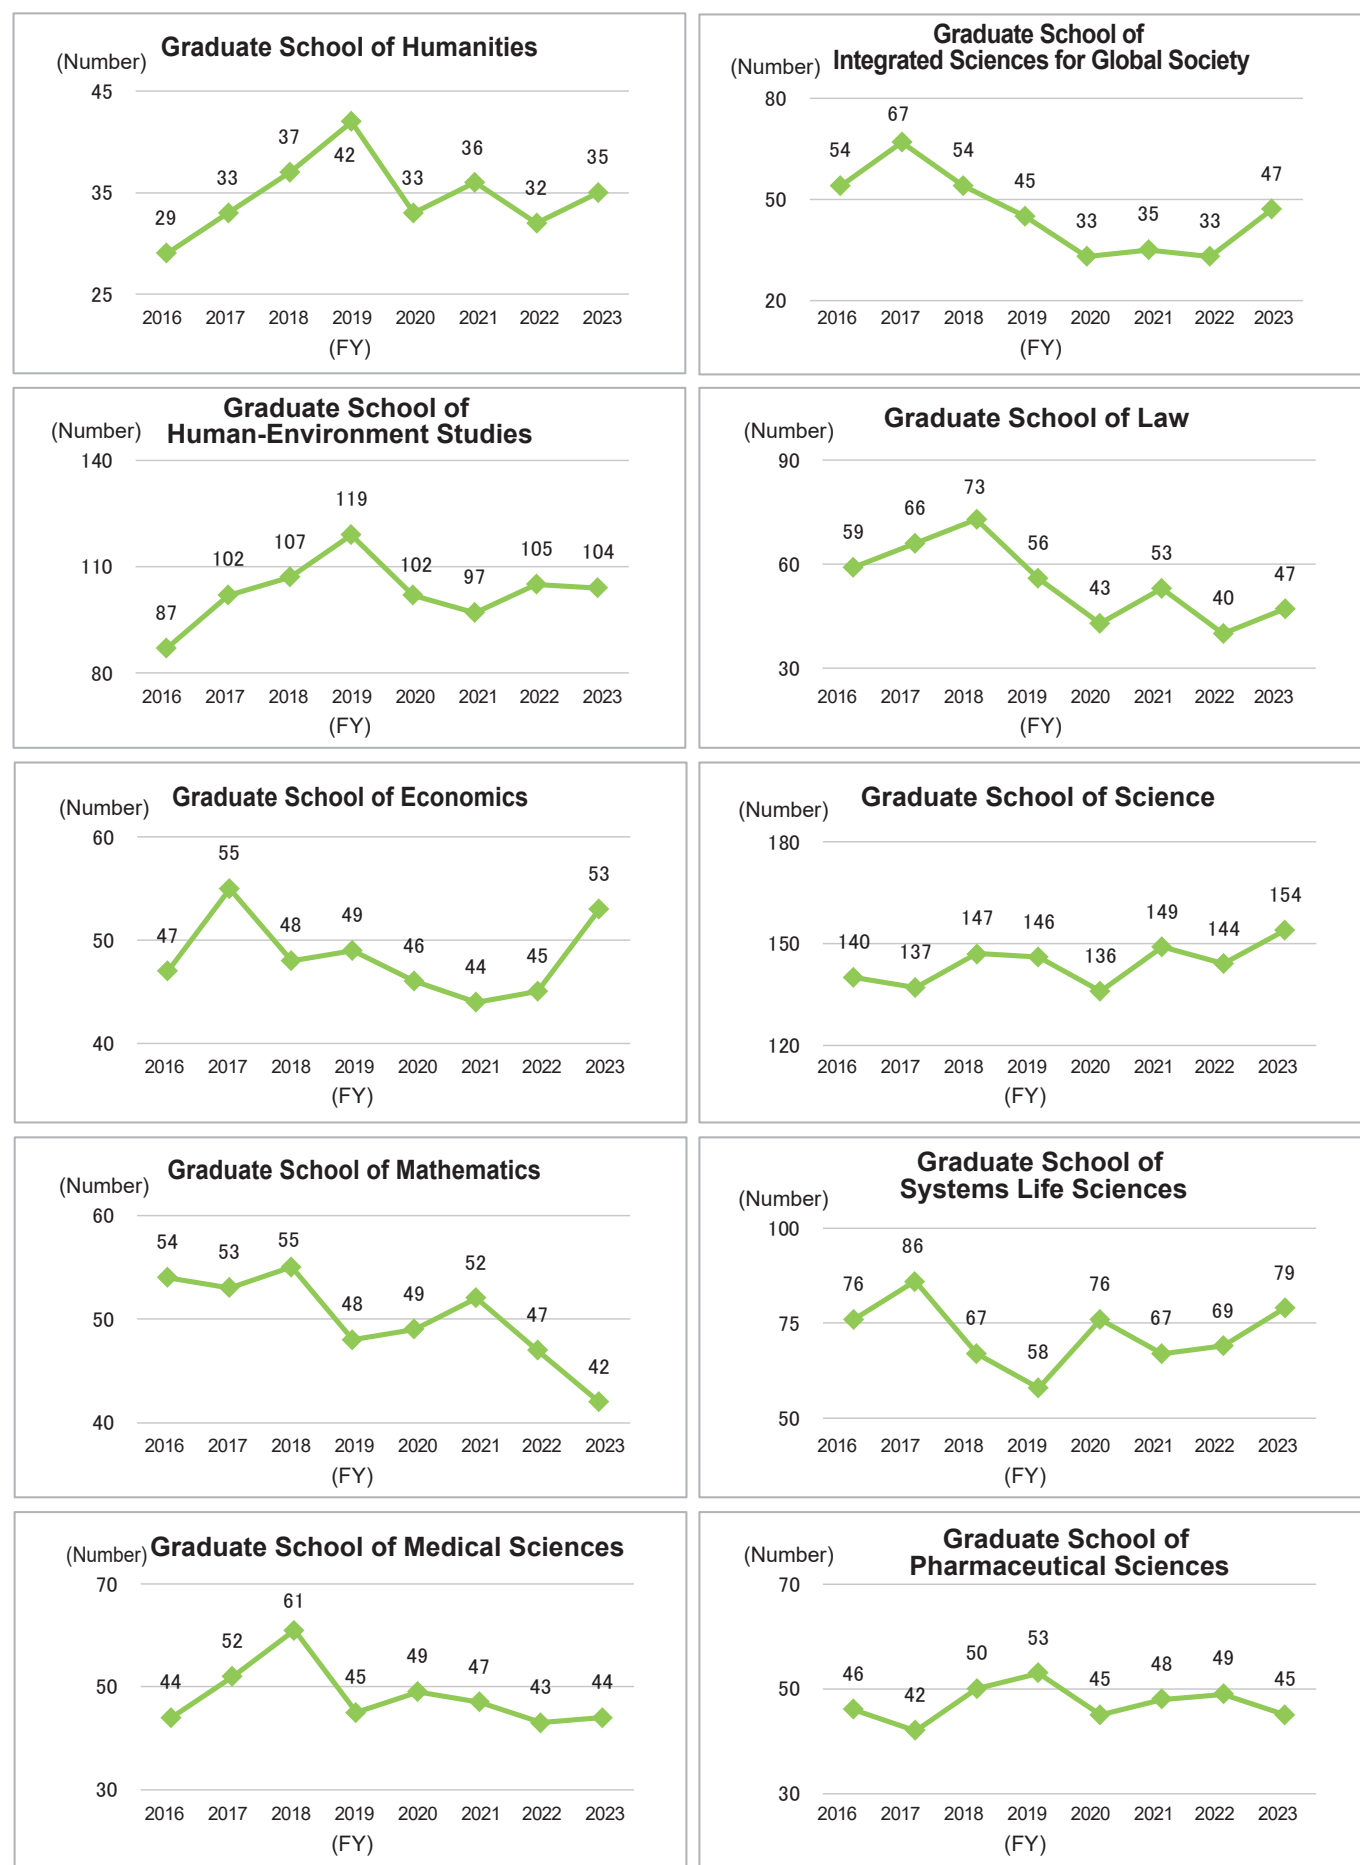 Graduate School of Humanities
(Number)
45
35
25
29
33
37
42
33
36
32
35
2016 2017 2018 2019 2020 2021 2022 2023
(FY)
Graduate School of
Integrated Sciences for Global Society
(Number)
80
50
20
54
67
54
45
33
35
33
47
2016 2017 2018 2019 2020 2021 2022 2023
(FY)
Graduate School of
Human-Environment Studies
(Number)
140
110
80
87
102
107
119
102
97
105
104
2016 2017 2018 2019 2020 2021 2022 2023
(FY)
Graduate School of Law
(Number)
90
60
30
59
66
73
56
43
53
40
47
2016 2017 2018 2019 2020 2021 2022 2023
(FY)
Graduate School of Economics
(Number)
60
50
40
47
55
48
49
46
44
45
53
2016 2017 2018 2019 2020 2021 2022 2023
(FY)
Graduate School of Science
(Number)
180
150
120
140
137
147
146
136
149
144
154
2016 2017 2018 2019 2020 2021 2022 2023
(FY)
Graduate School of Mathematics
(Number)
60
50
40
54
53
55
48
49
52
47
42
2016 2017 2018 2019 2020 2021 2022 2023
(FY)
Graduate School of
Systems Life Sciences
(Number)
100
75
50
76
86
67
58
76
67
69
79
2016 2017 2018 2019 2020 2021 2022 2023
(FY)
Graduate School of Medical Sciences
(Number)
70
50
30
44
52
61
45
49
47
43
44
2016 2017 2018 2019 2020 2021 2022 2023
(FY)
Graduate School of
Pharmaceutical Sciences
(Number)
70
50
30
46
42
50
53
45
48
49
45
2016 2017 2018 2019 2020 2021 2022 2023
(FY)